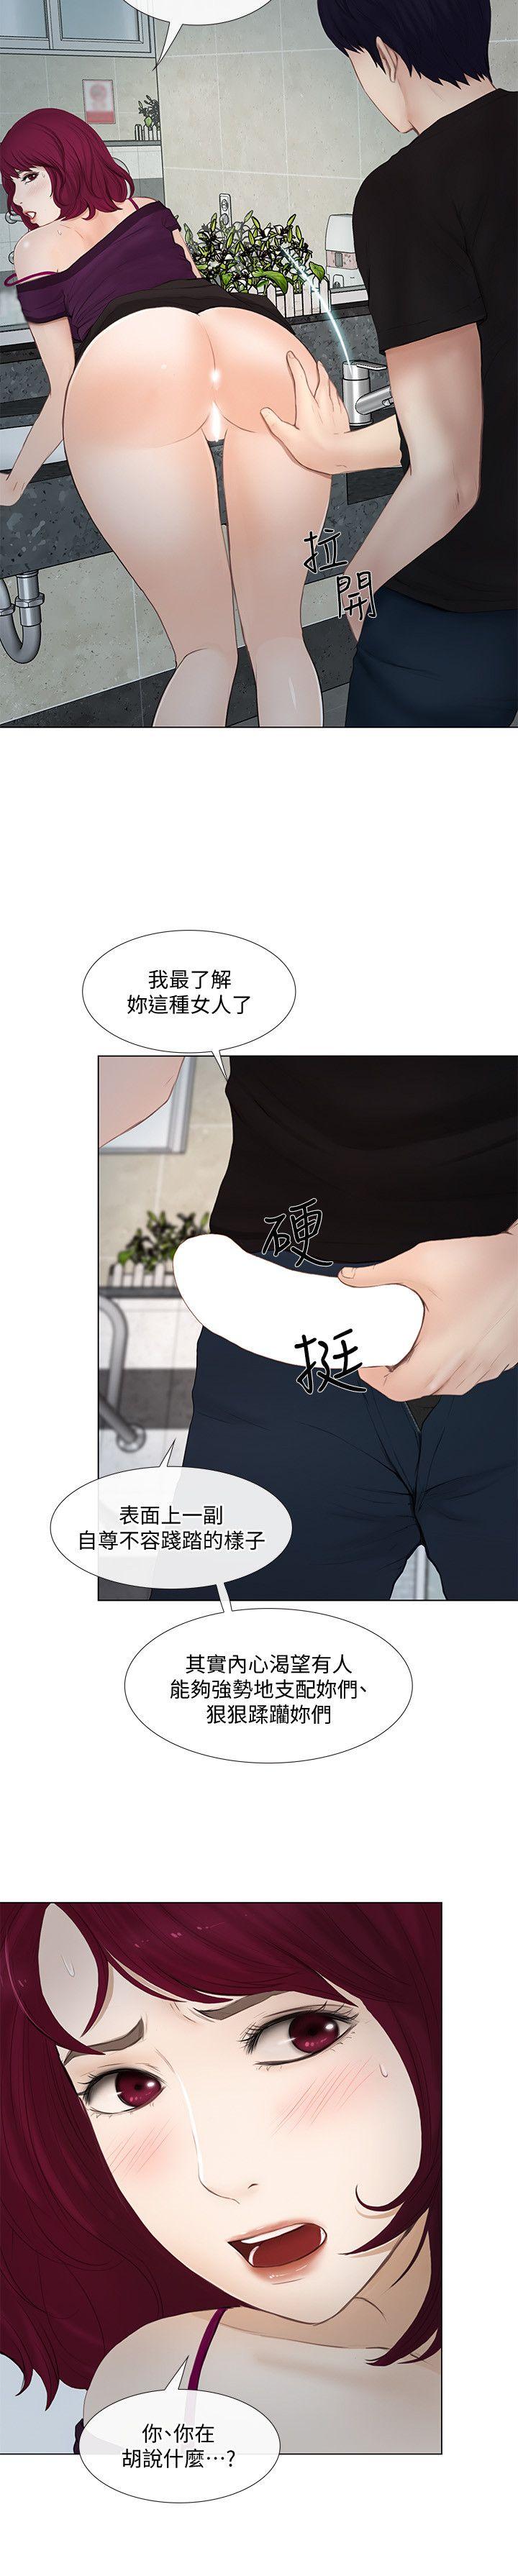 拉
開
我最了解
妳這種女人了
硬
挺
表面上一副
自尊不容踐踏的樣子
其實內心渴望有人
能夠強勢地支配妳們、
狠狠蹂躪妳們
你、你在
胡說什麼…?